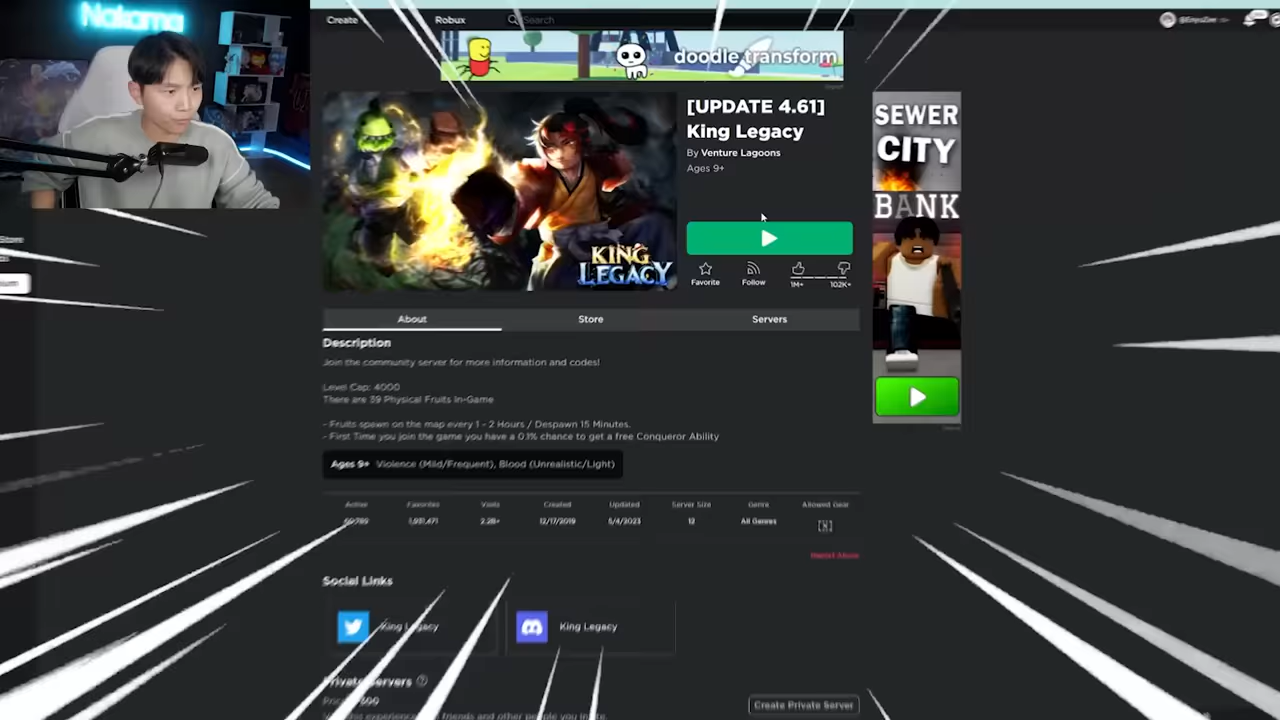 Nakama
Create
Robux
Search
doodle transform
[UPDATE 4.61]
King Legacy
By Venture Lagoons
Ages 9+
KING
LEGACY
SEWER
CITY
BANK
Favorite
Follow
1M+
102K+
About
Store
Servers
Description
Join the community server for more information and codes!
Level Cap: 4000
There are 39 Physical Fruits In-Game
- Fruits spawn on the map every 1 - 2 Hours / Despawn 15 Minutes.
- First Time you join the game you have a 0.1% chance to get a free Conqueror Ability
Ages 9+ Violence (Mild/Frequent), Blood (Unrealistic/Light)
Active
Favorites
Visits
Created
Updated
Server Size
Genre
Allowed Gear
2.2B+
12/17/2019
5/4/2023
12
All Genres
Report Abuse
Social Links
King Legacy
King Legacy
Private Servers
Create Private Server